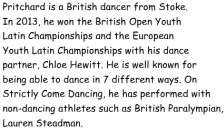 Pritchard is a British dancer from Stoke.
In 2013, he won the British Open Youth
Latin Championships and the European
Youth Latin Championships with his dance
partner, Chloe Hewitt. He is well known for
being able to dance in 7 different ways. On
Strictly Come Dancing, he has performed with
non-dancing athletes such as British Paralympian,
Lauren Steadman.